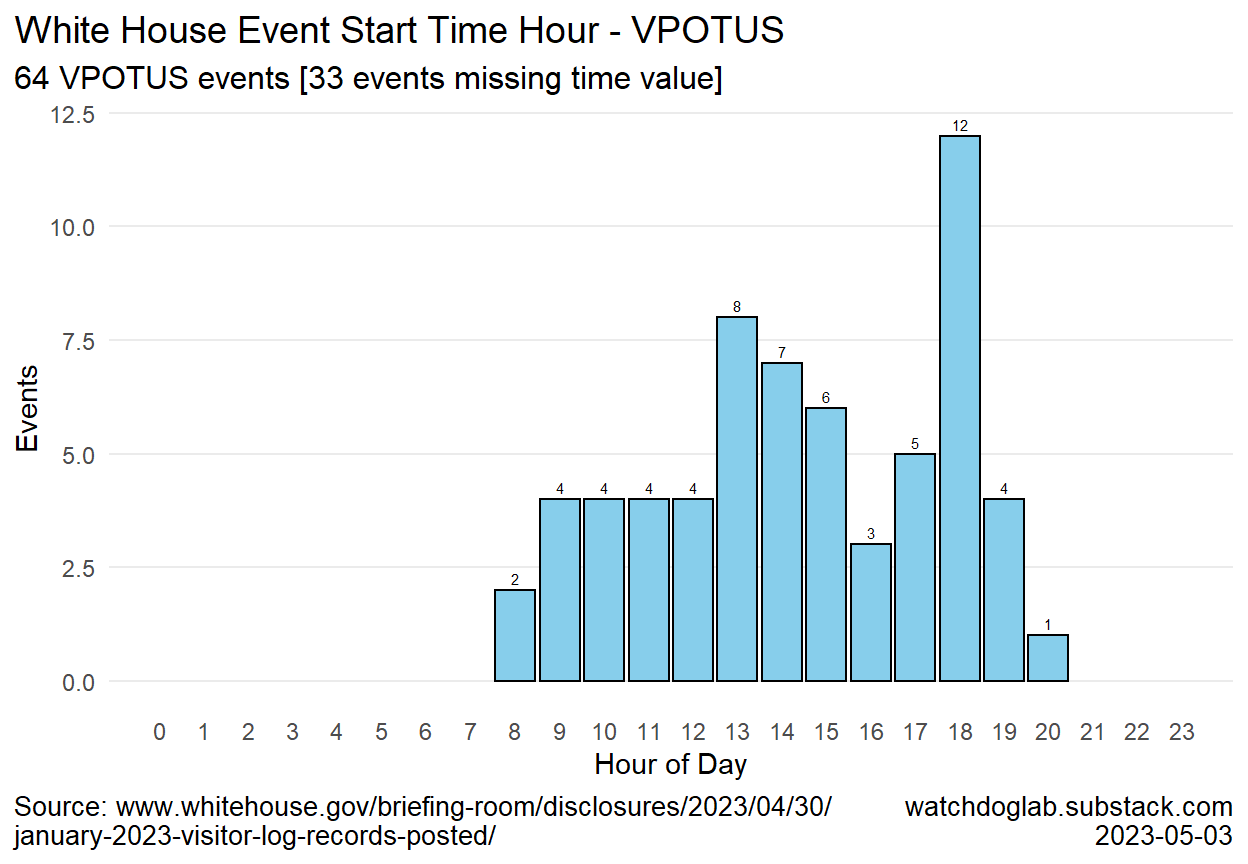 White House Event Start Time Hour - VPOTUS
64 VPOTUS events [33 events missing time value]
12.5
10.0
7.5
5.0
2.5
0.0
Events
2
4
4
4
4
8
7
6
3
5
12
4
1
0 1 2 3 4 5 6 7 8 9 10 11 12 13 14 15 16 17 18 19 20 21 22 23
Hour of Day
Source: www.whitehouse.gov/briefing-room/disclosures/2023/04/30/
january-2023-visitor-log-records-posted/
watchdoglab.substack.com
2023-05-03